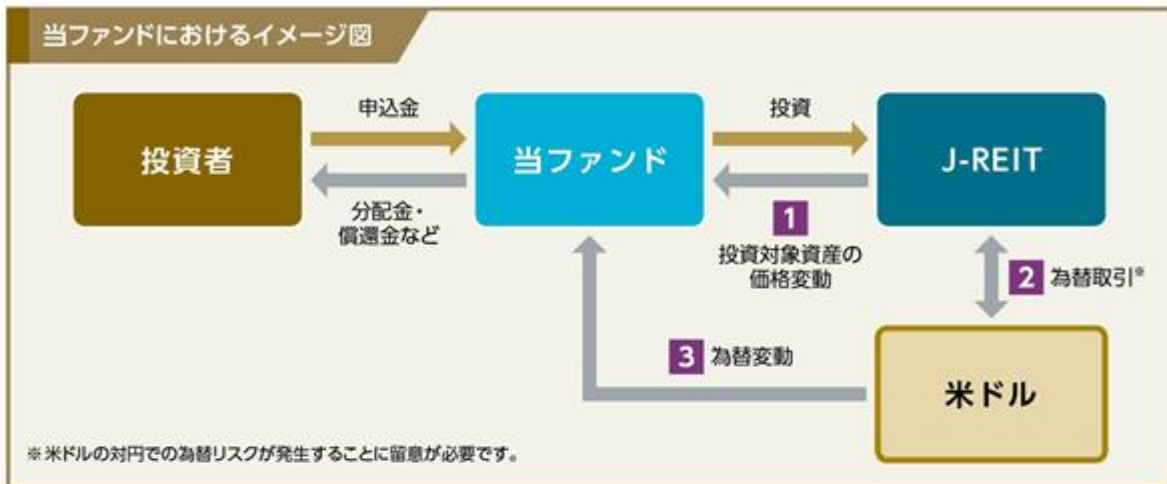 当ファンドにおけるイメージ図
投資者
申込金
分配金・
償還金など
当ファンド
投資
1
投資対象資産の
価格変動
J-REIT
2 為替取引※
3 為替変動
米ドル
※米ドルの対円での為替リスクが発生することに留意が必要です。